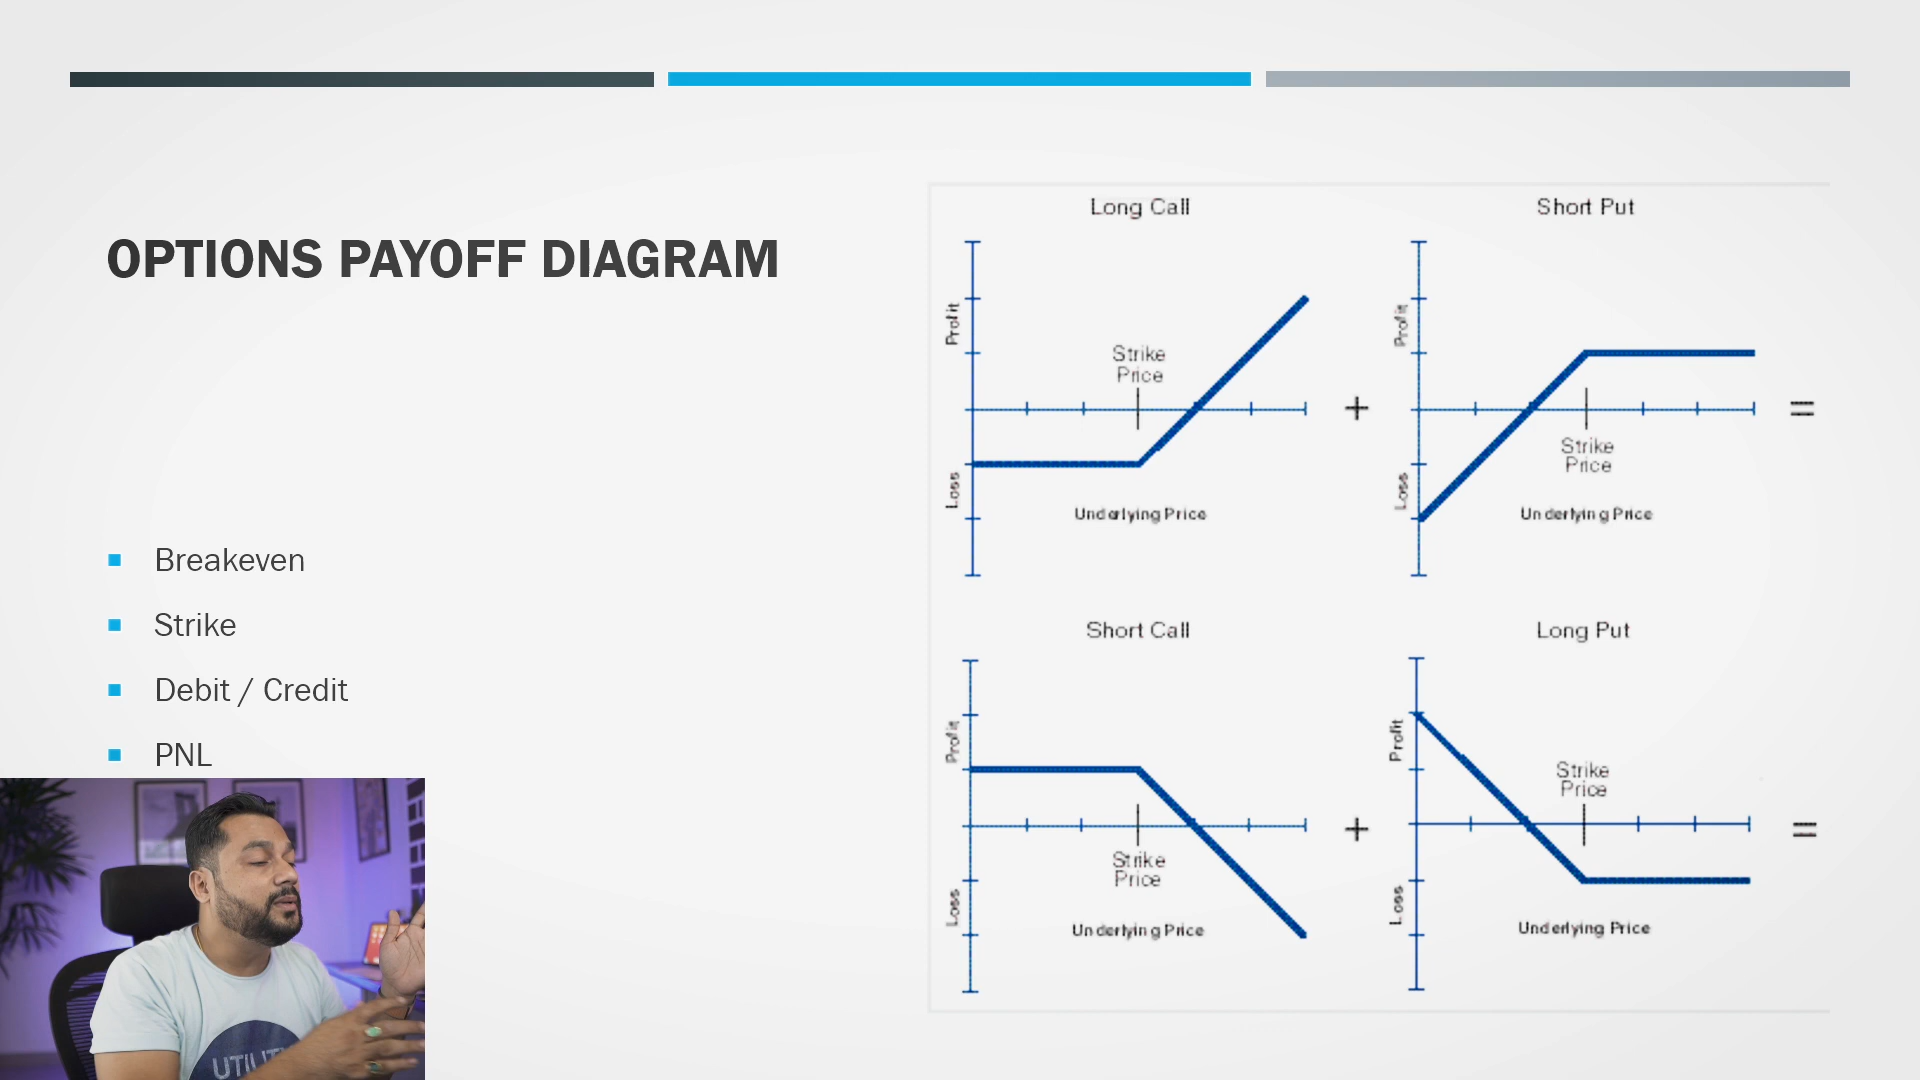 OPTIONS PAYOFF DIAGRAM
Breakeven
Strike
Debit / Credit
PNL
Long Call
Profit
Loss
Strike
Price
Underlying Price
+
Short Put
Profit
Loss
Strike
Price
Underlying Price
=
Short Call
Profit
Loss
Strike
Price
Underlying Price
+
Long Put
Profit
Loss
Strike
Price
Underlying Price
=